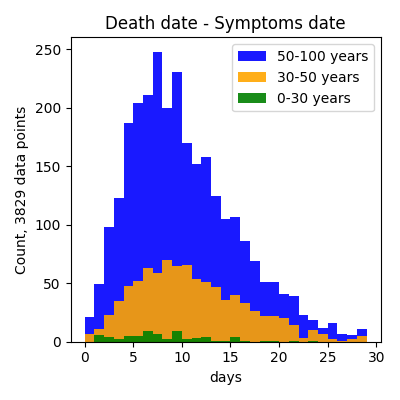 Death date - Symptoms date
50-100 years
30-50 years
0-30 years
Count, 3829 data points
250
200
150
100
50
0
0 5 10 15 20 25 30
days